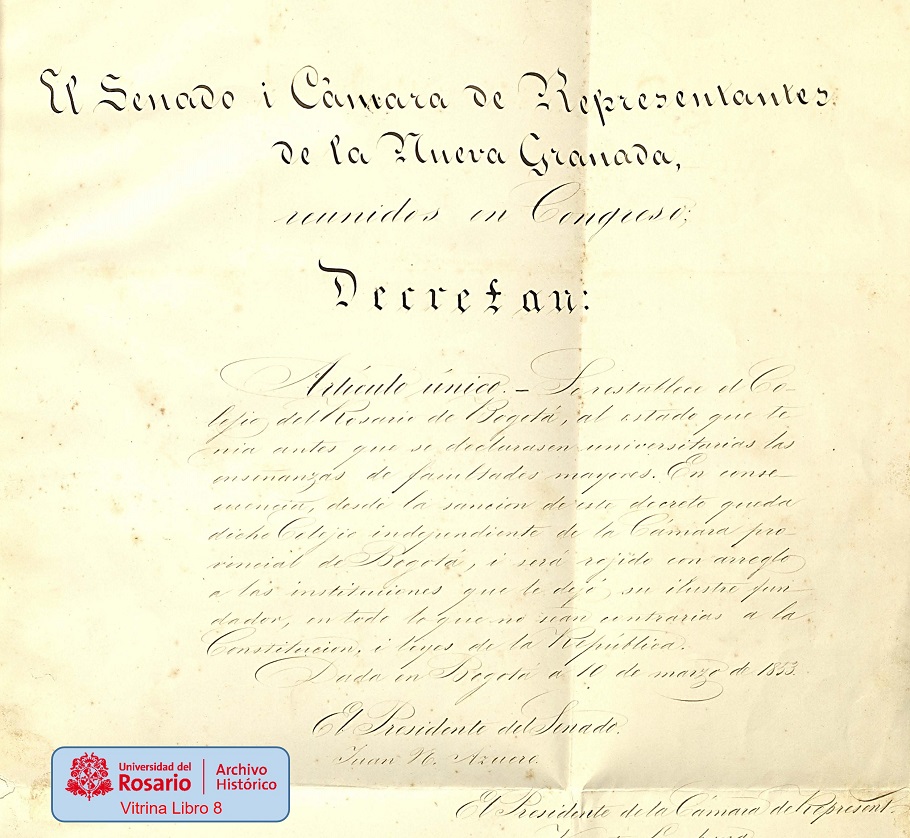 El Senado i Cámara de Representantes
de la Nueva Granada,
reunidos en Congreso;
Decretan:
Artículo único.— Se restablece el Co-
lejio del Rosario de Bogotá, al estado que te-
nia antes que se declarasen universitarias las
enseñanzas de facultades mayores. En conse-
cuencia, desde la sancion de este decreto queda
dicho Colejio independiente de la Cámara pro-
vincial de Bogotá, i será rejido con arreglo
a las instituciones que le dejó su ilustre fun-
dador, en todo lo que no sean contrarias a la
Constitucion i leyes de la República.
Dada en Bogotá a 10 de marzo de 1853.
El Presidente del Senado.
Juan N. Azuero.
El Presidente de la Cámara de Represent.
Universidad del
Rosario
Archivo
Histórico
Vitrina Libro 8